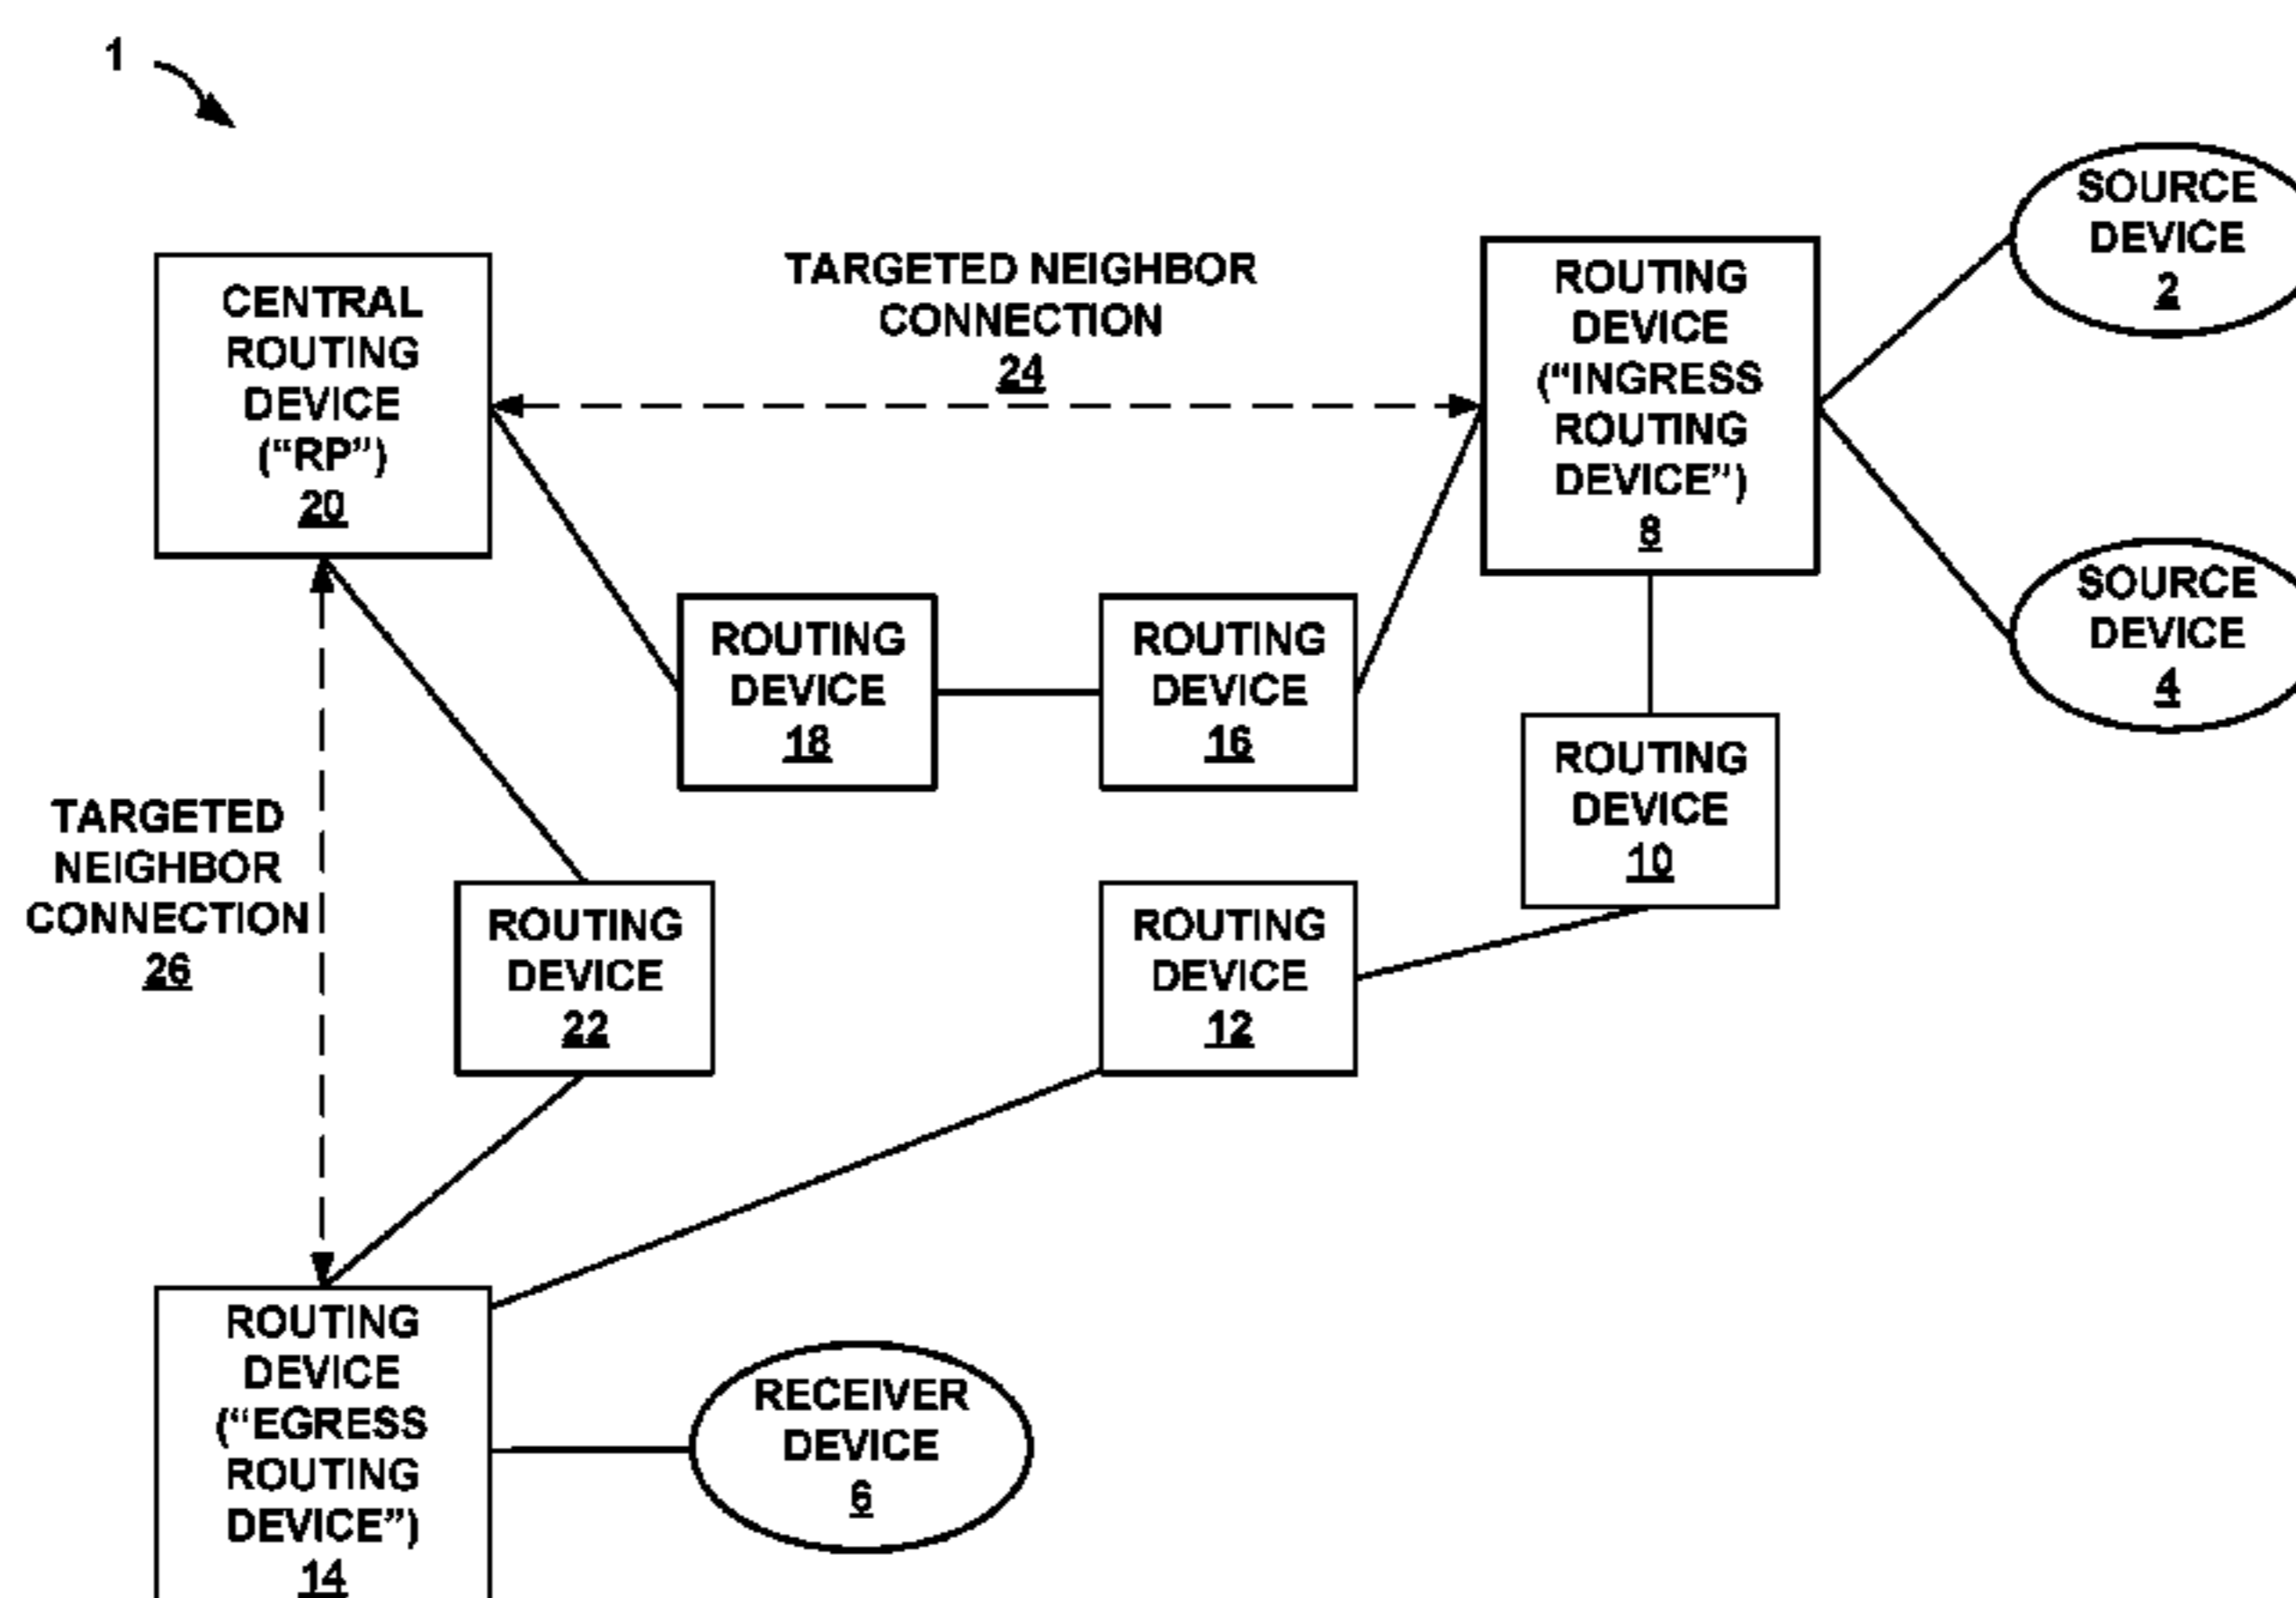 1
SOURCE
DEVICE
2
TARGETED NEIGHBOR
CONNECTION
24
ROUTING
DEVICE
(“INGRESS
ROUTING
DEVICE”)
8
CENTRAL
ROUTING
DEVICE
(“RP”)
20
SOURCE
DEVICE
4
ROUTING
DEVICE
18
ROUTING
DEVICE
16
ROUTING
DEVICE
10
TARGETED
NEIGHBOR
CONNECTION
26
ROUTING
DEVICE
22
ROUTING
DEVICE
12
ROUTING
DEVICE
(“EGRESS
ROUTING
DEVICE”)
14
RECEIVER
DEVICE
6